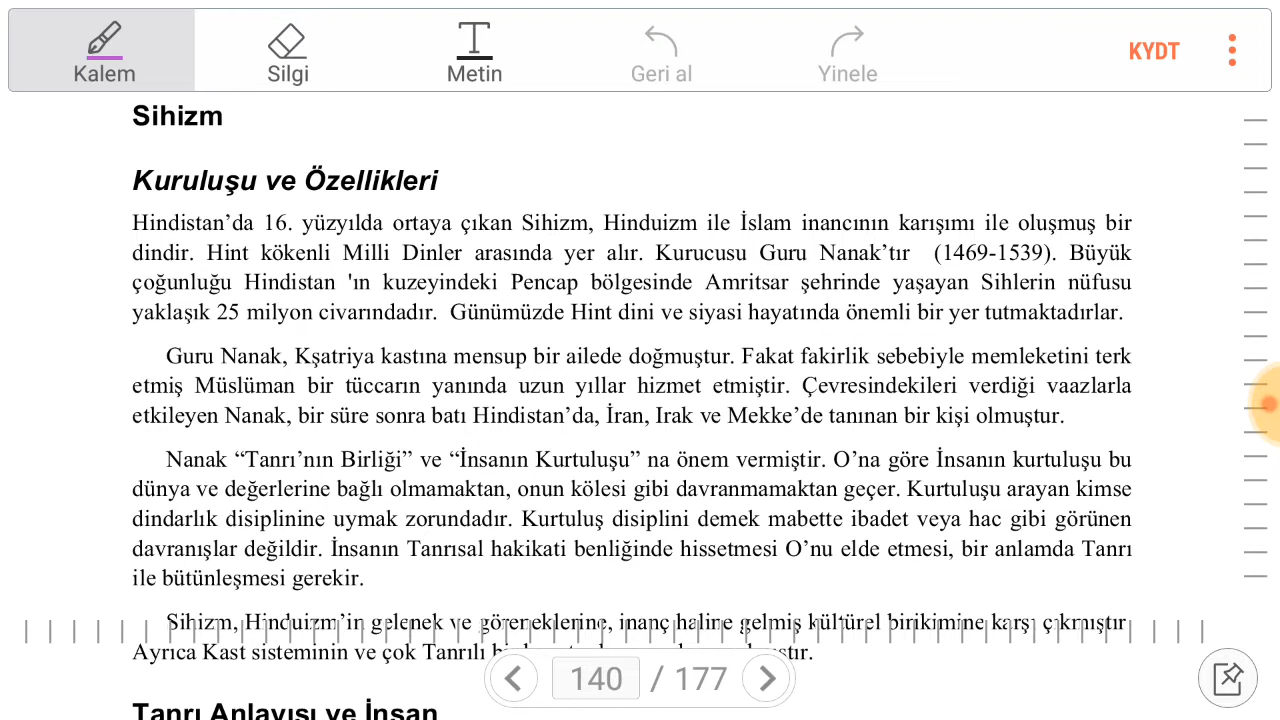 Kalem
Silgi
Metin
Geri al
Yinele
KYDT
Sihizm
Kuruluşu ve Özellikleri
Hindistan’da 16. yüzyılda ortaya çıkan Sihizm, Hinduizm ile İslam inancının karışımı ile oluşmuş bir
dindir. Hint kökenli Milli Dinler arasında yer alır. Kurucusu Guru Nanak’tır (1469-1539). Büyük
çoğunluğu Hindistan 'ın kuzeyindeki Pencap bölgesinde Amritsar şehrinde yaşayan Sihlerin nüfusu
yaklaşık 25 milyon civarındadır. Günümüzde Hint dini ve siyasi hayatında önemli bir yer tutmaktadırlar.
Guru Nanak, Kşatriya kastına mensup bir ailede doğmuştur. Fakat fakirlik sebebiyle memleketini terk
etmiş Müslüman bir tüccarın yanında uzun yıllar hizmet etmiştir. Çevresindekileri verdiği vaazlarla
etkileyen Nanak, bir süre sonra batı Hindistan’da, İran, Irak ve Mekke’de tanınan bir kişi olmuştur.
Nanak “Tanrı’nın Birliği” ve “İnsanın Kurtuluşu” na önem vermiştir. O’na göre İnsanın kurtuluşu bu
dünya ve değerlerine bağlı olmamaktan, onun kölesi gibi davranmamaktan geçer. Kurtuluşu arayan kimse
dindarlık disiplinine uymak zorundadır. Kurtuluş disiplini demek mabette ibadet veya hac gibi görünen
davranışlar değildir. İnsanın Tanrısal hakikati benliğinde hissetmesi O’nu elde etmesi, bir anlamda Tanrı
ile bütünleşmesi gerekir.
Sihizm, Hinduizm’in gelenek ve göreneklerine, inanç haline gelmiş kültürel birikimine karşı çıkmıştır.
Ayrıca Kast sisteminin ve çok Tanrılı
140 / 177
Tanrı Anlayışı ve İnsan